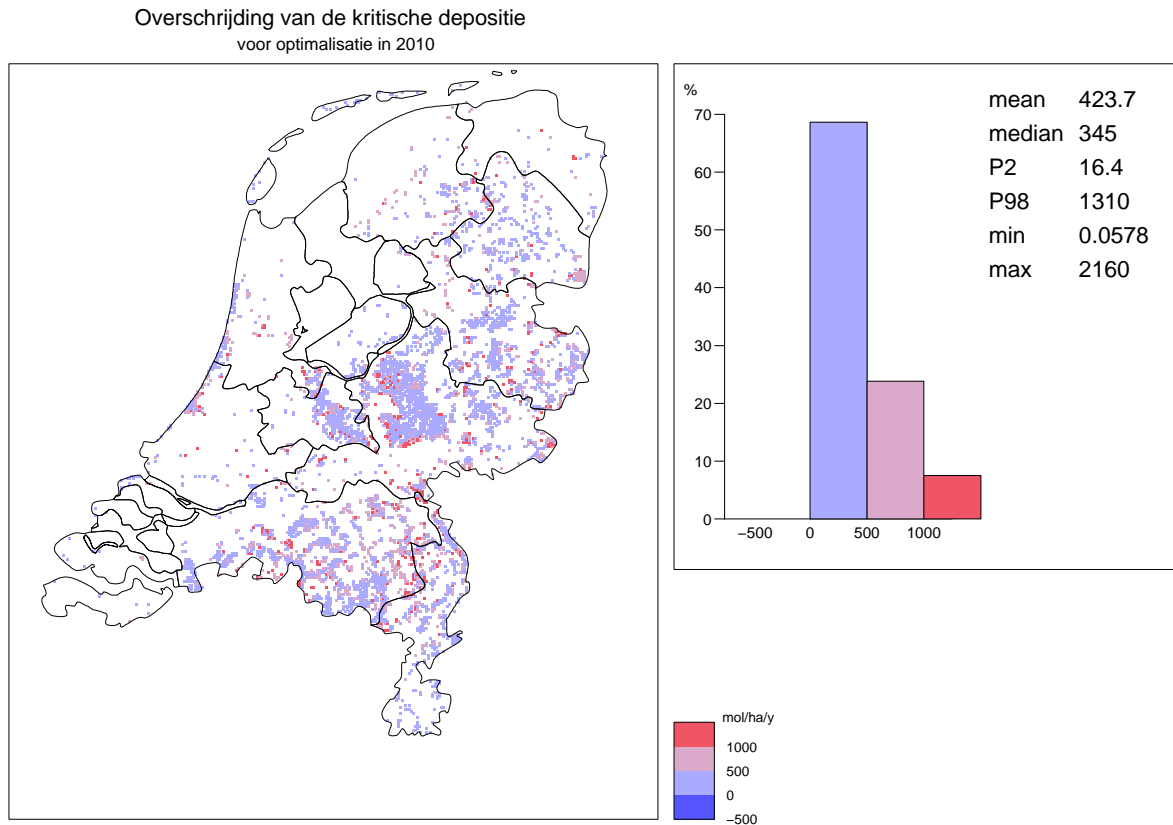 Overschrijding van de kritische depositie
voor optimalisatie in 2010
%
70
60
50
40
30
20
10
0
−500 0 500 1000
mean 423.7
median 345
P2 16.4
P98 1310
min 0.0578
max 2160
mol/ha/y
1000
500
0
−500